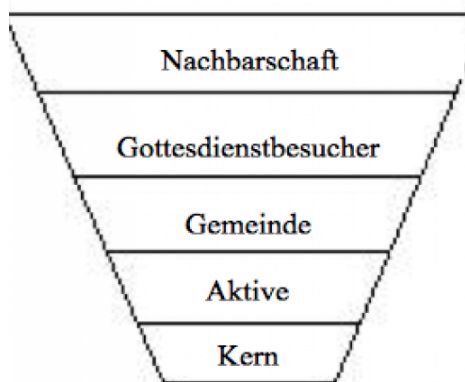 Nachbarschaft
Gottesdienstbesucher
Gemeinde
Aktive
Kern